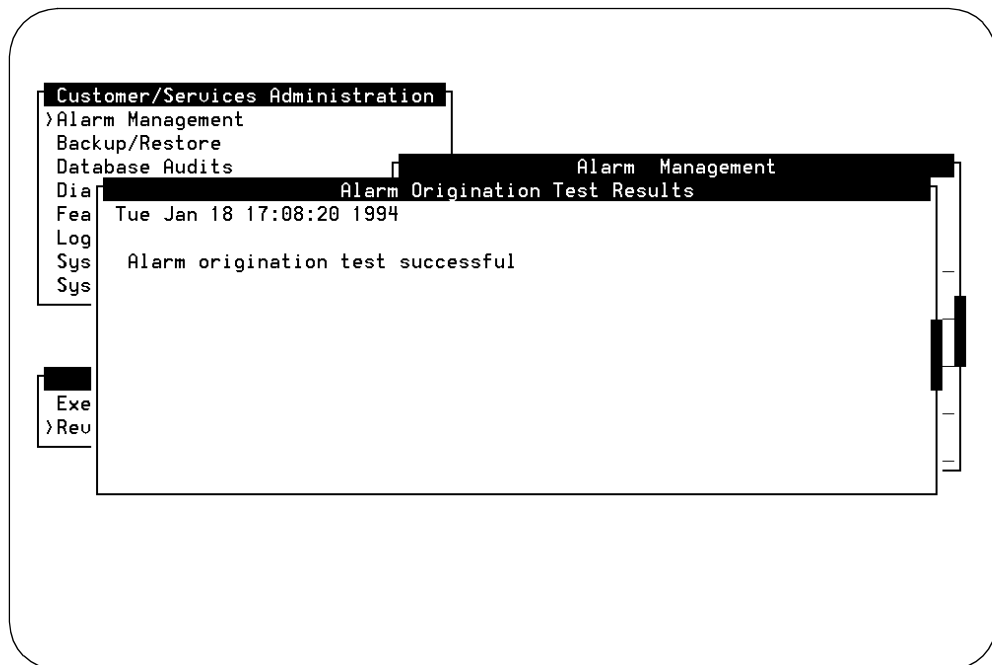 Customer/Services Administration
>Alarm Management
Backup/Restore
Database Audits
Alarm Management
Dia
Alarm Origination Test Results
Fea
Tue Jan 18 17:08:20 1994
Log
Sys
Alarm origination test successful
Sys
Exe
>Rev